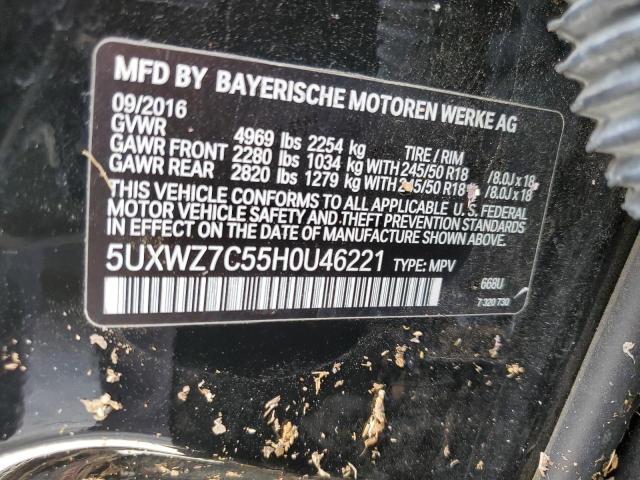 MFD BY BAYERISCHE MOTOREN WERKE AG
09/2016
GVWR 4969 lbs 2254 kg TIRE / RIM
GAWR FRONT 2280 lbs 1034 kg WITH 245/50 R18 /8.0J x 18
GAWR REAR 2820 lbs 1279 kg WITH 245/50 R18 / 8.0J x 18
THIS VEHICLE CONFORMS TO ALL APPLICABLE U. S. FEDERAL
MOTOR VEHICLE SAFETY AND THEFT PREVENTION STANDARDS
IN EFFECT ON THE DATE OF MANUFACTURE SHOWN ABOVE.
5UXWZ7C55H0U46221 TYPE: MPV
668U
7 320 730